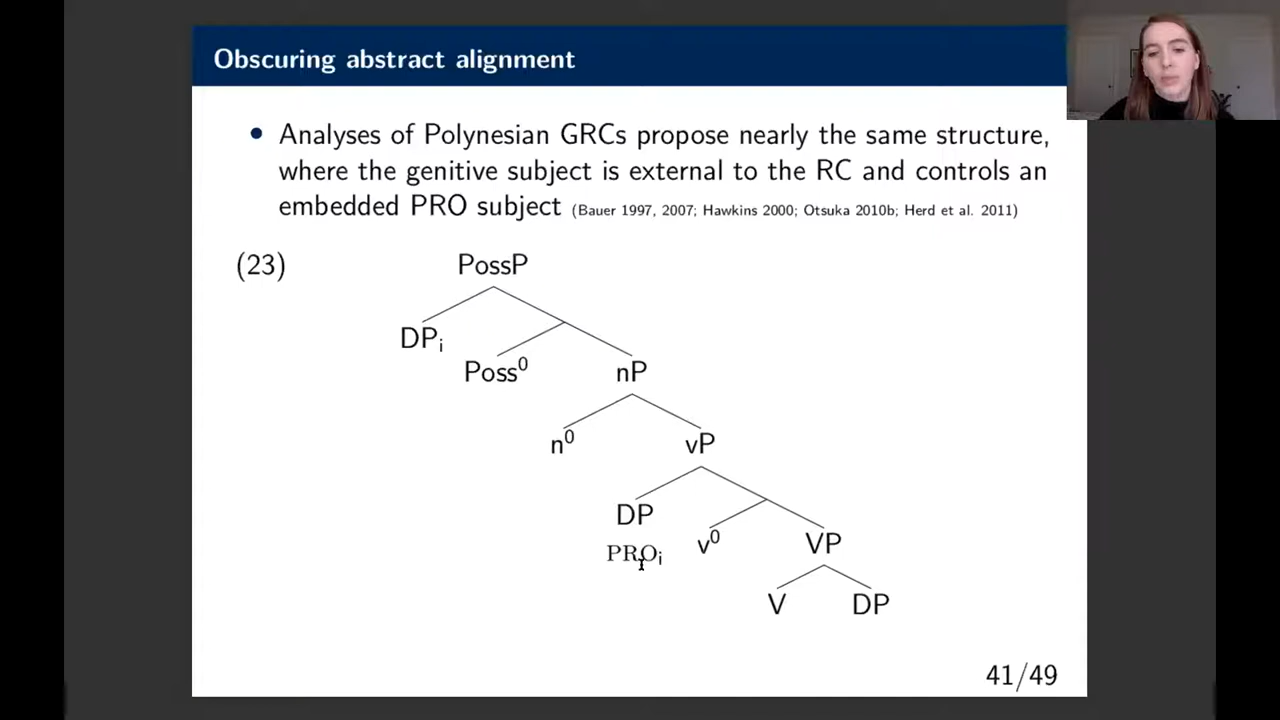 Obscuring abstract alignment
• Analyses of Polynesian GRCs propose nearly the same structure,
where the genitive subject is external to the RC and controls an
embedded PRO subject (Bauer 1997, 2007; Hawkins 2000; Otsuka 2010b; Herd et al. 2011)
(23) PossP
DPᵢ
Poss⁰ nP
n⁰ vP
DP
PROᵢ v⁰ VP
V DP
41/49